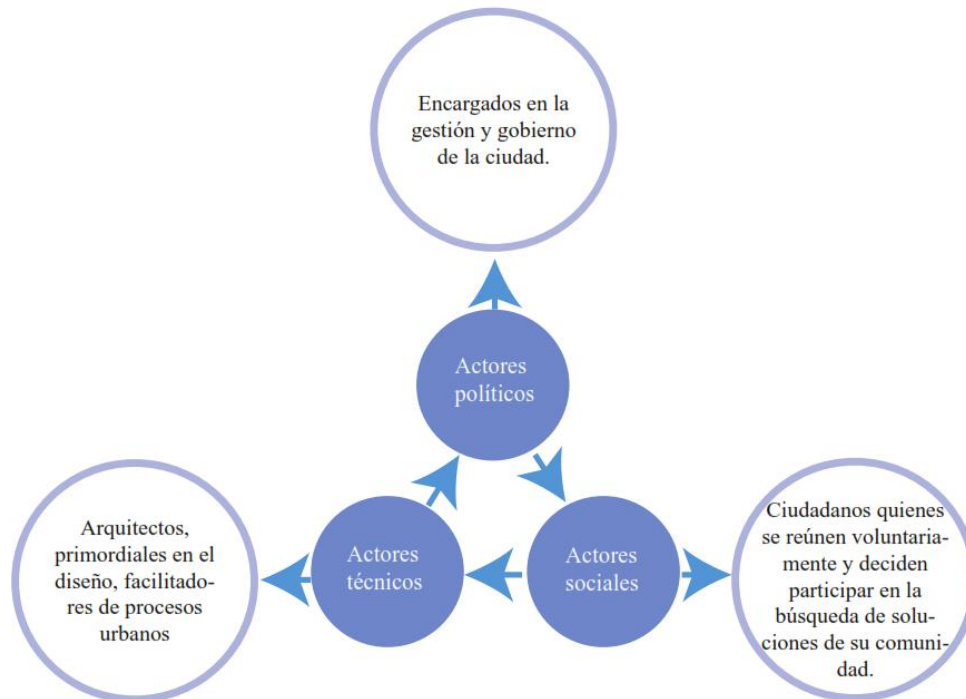 Encargados en la
gestión y gobierno
de la ciudad.
Actores
políticos
Arquitectos,
primordiales en el
diseño, facilitado-
res de procesos
urbanos
Actores
técnicos
Actores
sociales
Ciudadanos quienes
se reúnen voluntaria-
mente y deciden
participar en la
búsqueda de solu-
ciones de su comuni-
dad.